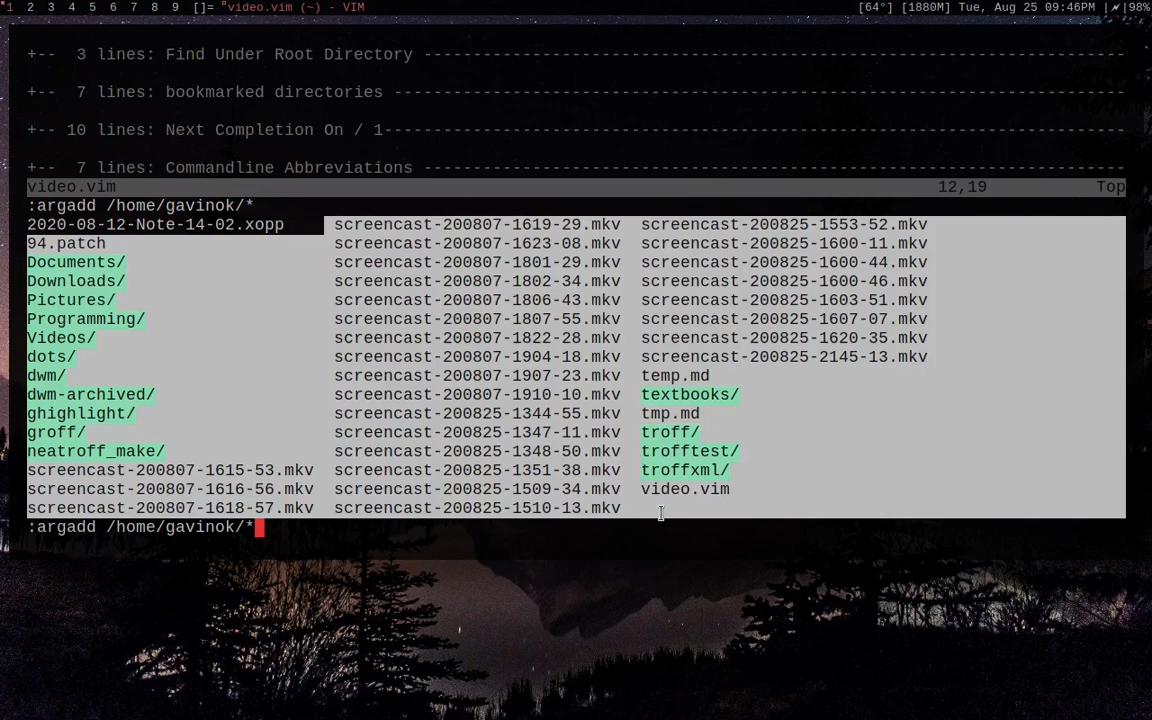 1 2 3 4 5 6 7 8 9 []= video.vim (~) - VIM [64°] [1880M] Tue, Aug 25 09:46PM |⚡|98%
+-- 3 lines: Find Under Root Directory -----------------------------------------------------------------------
+-- 7 lines: bookmarked directories --------------------------------------------------------------------------
+-- 10 lines: Next Completion On / 1---------------------------------------------------------------------------
+-- 7 lines: Commandline Abbreviations -----------------------------------------------------------------------
video.vim 12,19 Top
:argadd /home/gavinok/*
2020-08-12-Note-14-02.xopp screencast-200807-1619-29.mkv screencast-200825-1553-52.mkv
94.patch screencast-200807-1623-08.mkv screencast-200825-1600-11.mkv
Documents/ screencast-200807-1801-29.mkv screencast-200825-1600-44.mkv
Downloads/ screencast-200807-1802-34.mkv screencast-200825-1600-46.mkv
Pictures/ screencast-200807-1806-43.mkv screencast-200825-1603-51.mkv
Programming/ screencast-200807-1807-55.mkv screencast-200825-1607-07.mkv
Videos/ screencast-200807-1822-28.mkv screencast-200825-1620-35.mkv
dots/ screencast-200807-1904-18.mkv screencast-200825-2145-13.mkv
dwm/ screencast-200807-1907-23.mkv temp.md
dwm-archived/ screencast-200807-1910-10.mkv textbooks/
ghighlight/ screencast-200825-1344-55.mkv tmp.md
groff/ screencast-200825-1347-11.mkv troff/
neatroff_make/ screencast-200825-1348-50.mkv trofftest/
screencast-200807-1615-53.mkv screencast-200825-1351-38.mkv troffxml/
screencast-200807-1616-56.mkv screencast-200825-1509-34.mkv video.vim
screencast-200807-1618-57.mkv screencast-200825-1510-13.mkv
:argadd /home/gavinok/*